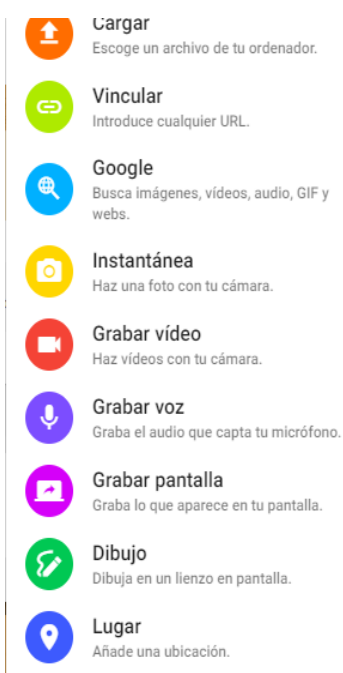 Cargar
Escoge un archivo de tu ordenador.
Vincular
Introduce cualquier URL.
Google
Busca imágenes, vídeos, audio, GIF y
webs.
Instantánea
Haz una foto con tu cámara.
Grabar vídeo
Haz vídeos con tu cámara.
Grabar voz
Graba el audio que capta tu micrófono.
Grabar pantalla
Graba lo que aparece en tu pantalla.
Dibujo
Dibuja en un lienzo en pantalla.
Lugar
Añade una ubicación.